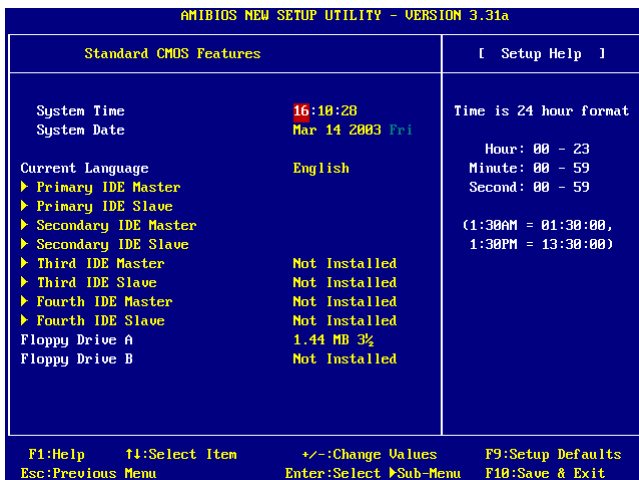 AMIBIOS NEW SETUP UTILITY - VERSION 3.31a
Standard CMOS Features
[ Setup Help ]
System Time 16:10:28
System Date Mar 14 2003 Fri
Current Language English
▶ Primary IDE Master
▶ Primary IDE Slave
▶ Secondary IDE Master
▶ Secondary IDE Slave
▶ Third IDE Master Not Installed
▶ Third IDE Slave Not Installed
▶ Fourth IDE Master Not Installed
▶ Fourth IDE Slave Not Installed
Floppy Drive A 1.44 MB 3½
Floppy Drive B Not Installed
Time is 24 hour format
Hour: 00 - 23
Minute: 00 - 59
Second: 00 - 59
(1:30AM = 01:30:00,
1:30PM = 13:30:00)
F1:Help ↑↓:Select Item +/-:Change Values F9:Setup Defaults
Esc:Previous Menu Enter:Select ▶Sub-Menu F10:Save & Exit